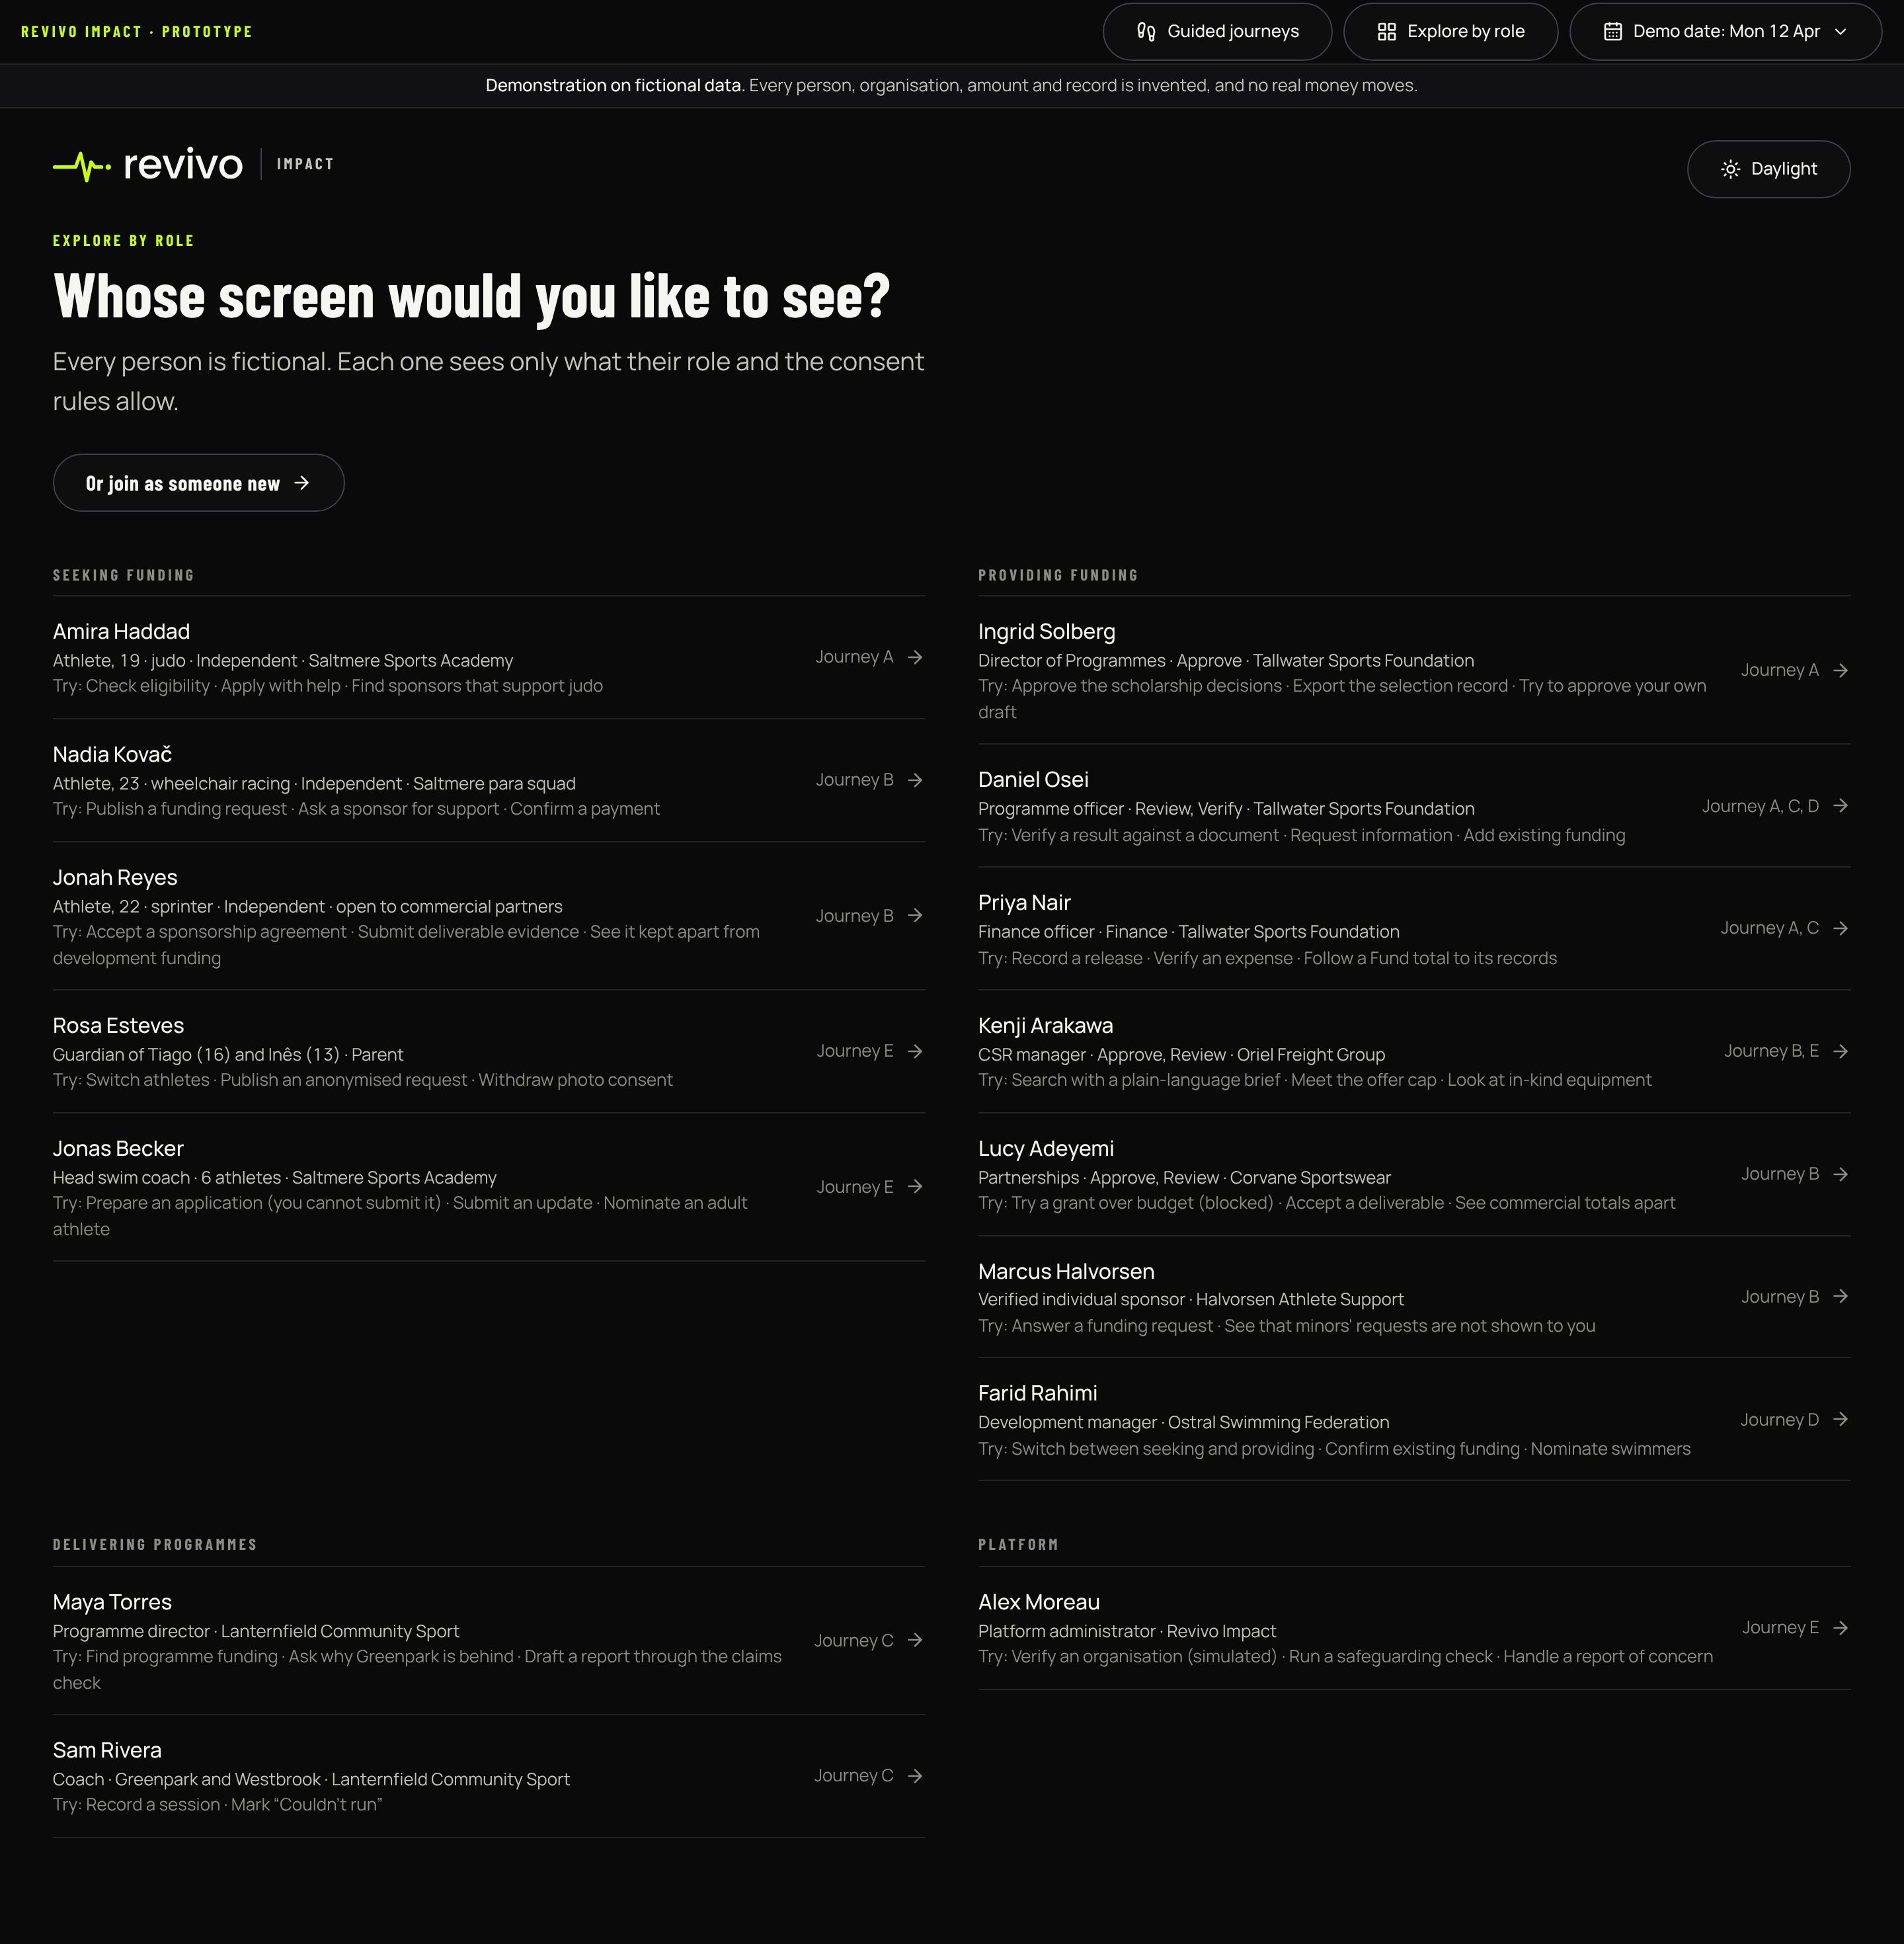 REVIVO IMPACT · PROTOTYPE
Guided journeys
Explore by role
Demo date: Mon 12 Apr
Demonstration on fictional data. Every person, organisation, amount and record is invented, and no real money moves.
revivo
IMPACT
Daylight
EXPLORE BY ROLE
Whose screen would you like to see?
Every person is fictional. Each one sees only what their role and the consent
rules allow.
Or join as someone new
SEEKING FUNDING
Amira Haddad
Athlete, 19 · judo · Independent · Saltmere Sports Academy
Try: Check eligibility · Apply with help · Find sponsors that support judo
Journey A
Nadia Kovač
Athlete, 23 · wheelchair racing · Independent · Saltmere para squad
Try: Publish a funding request · Ask a sponsor for support · Confirm a payment
Journey B
Jonah Reyes
Athlete, 22 · sprinter · Independent · open to commercial partners
Try: Accept a sponsorship agreement · Submit deliverable evidence · See it kept apart from
development funding
Journey B
Rosa Esteves
Guardian of Tiago (16) and Inês (13) · Parent
Try: Switch athletes · Publish an anonymised request · Withdraw photo consent
Journey E
Jonas Becker
Head swim coach · 6 athletes · Saltmere Sports Academy
Try: Prepare an application (you cannot submit it) · Submit an update · Nominate an adult
athlete
Journey E
PROVIDING FUNDING
Ingrid Solberg
Director of Programmes · Approve · Tallwater Sports Foundation
Try: Approve the scholarship decisions · Export the selection record · Try to approve your own
draft
Journey A
Daniel Osei
Programme officer · Review, Verify · Tallwater Sports Foundation
Try: Verify a result against a document · Request information · Add existing funding
Journey A, C, D
Priya Nair
Finance officer · Finance · Tallwater Sports Foundation
Try: Record a release · Verify an expense · Follow a Fund total to its records
Journey A, C
Kenji Arakawa
CSR manager · Approve, Review · Oriel Freight Group
Try: Search with a plain-language brief · Meet the offer cap · Look at in-kind equipment
Journey B, E
Lucy Adeyemi
Partnerships · Approve, Review · Corvane Sportswear
Try: Try a grant over budget (blocked) · Accept a deliverable · See commercial totals apart
Journey B
Marcus Halvorsen
Verified individual sponsor · Halvorsen Athlete Support
Try: Answer a funding request · See that minors' requests are not shown to you
Journey B
Farid Rahimi
Development manager · Ostral Swimming Federation
Try: Switch between seeking and providing · Confirm existing funding · Nominate swimmers
Journey D
DELIVERING PROGRAMMES
Maya Torres
Programme director · Lanternfield Community Sport
Try: Find programme funding · Ask why Greenpark is behind · Draft a report through the claims
check
Journey C
Sam Rivera
Coach · Greenpark and Westbrook · Lanternfield Community Sport
Try: Record a session · Mark “Couldn’t run”
Journey C
PLATFORM
Alex Moreau
Platform administrator · Revivo Impact
Try: Verify an organisation (simulated) · Run a safeguarding check · Handle a report of concern
Journey E